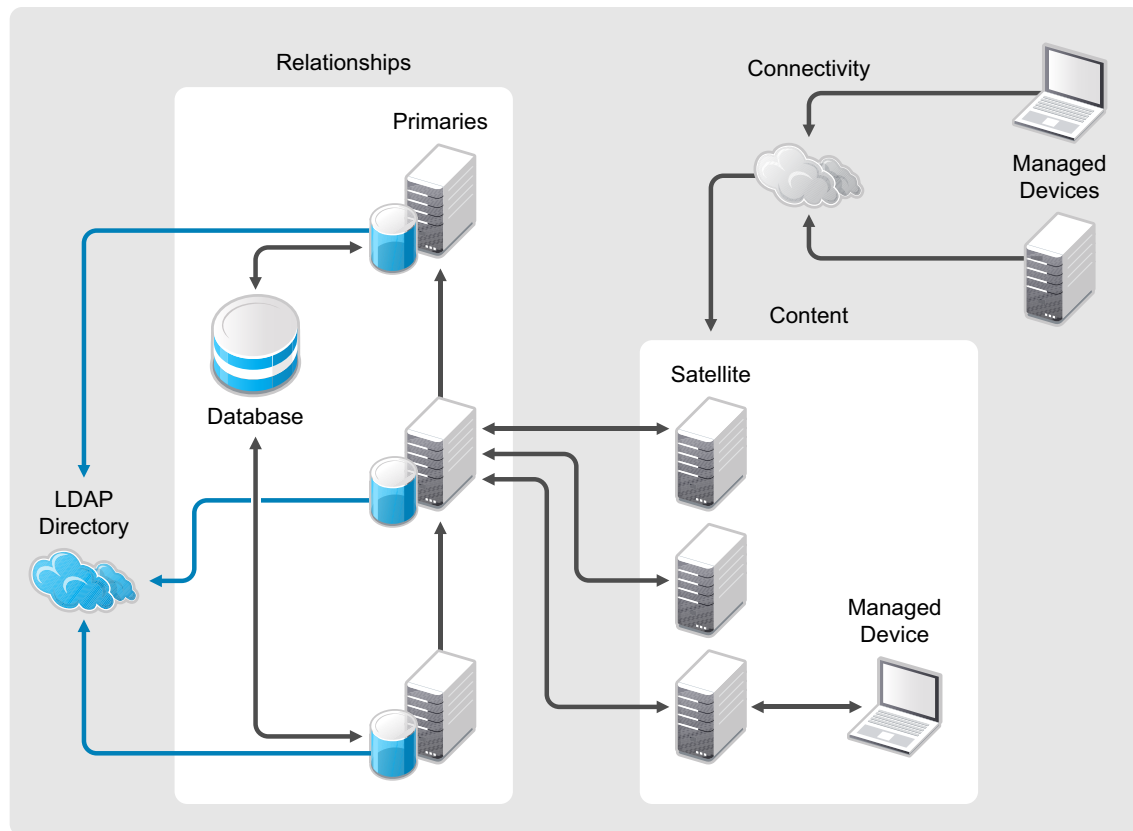 Relationships
Primaries
Database
LDAP
Directory
Connectivity
Managed
Devices
Content
Satellite
Managed
Device